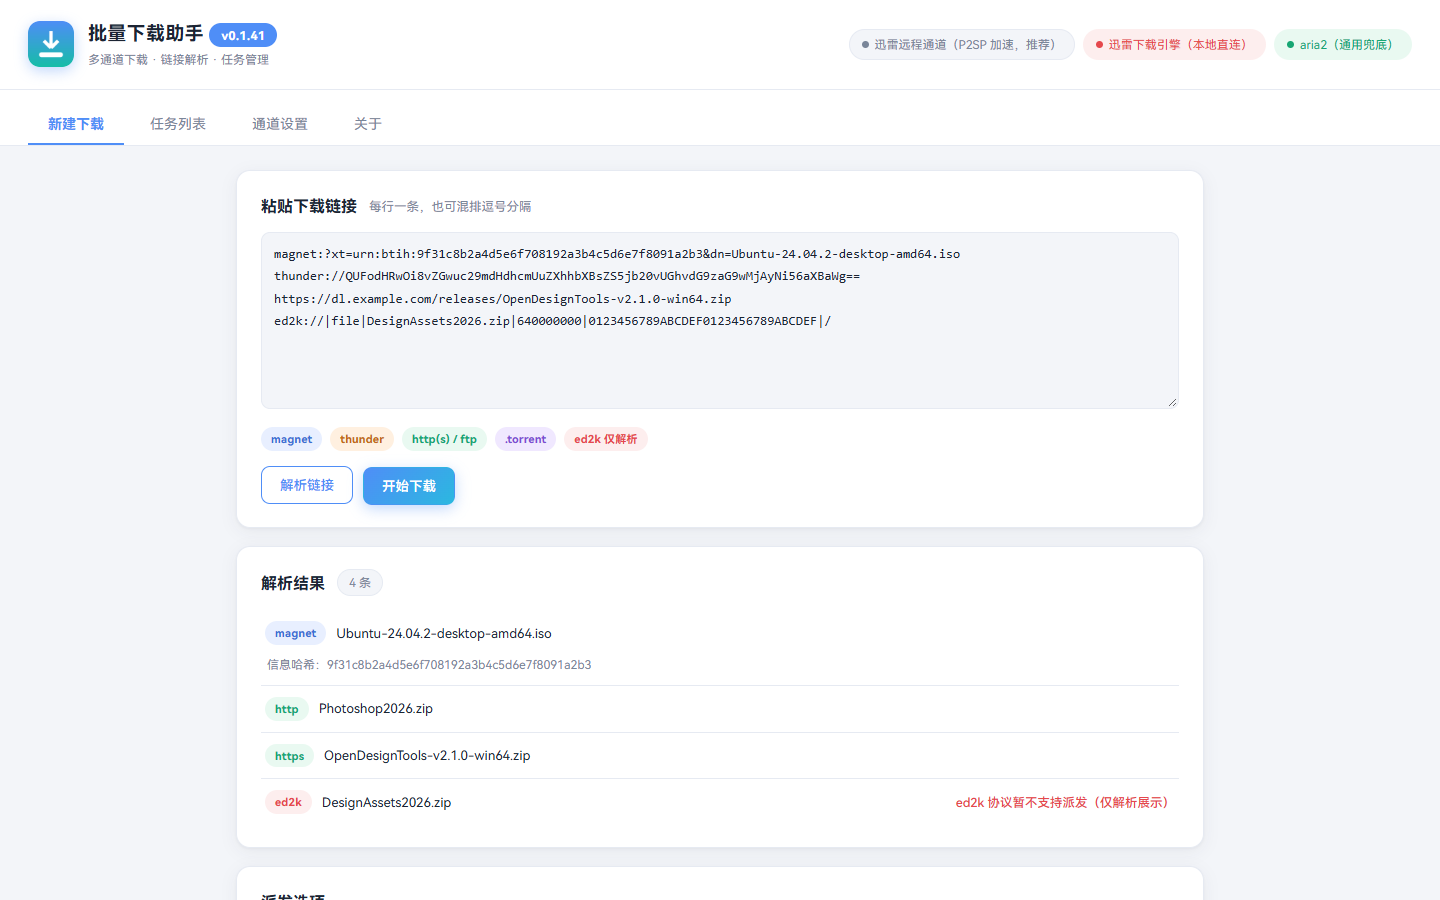 批量下载助手 v0.1.41
多通道下载 · 链接解析 · 任务管理
迅雷远程通道（P2SP 加速，推荐）
迅雷下载引擎（本地直连）
aria2（通用兜底）
新建下载 任务列表 通道设置 关于
粘贴下载链接 每行一条，也可混排逗号分隔
magnet:?xt=urn:btih:9f31c8b2a4d5e6f708192a3b4c5d6e7f8091a2b3&dn=Ubuntu-24.04.2-desktop-amd64.iso
thunder://QUFodHRwOi8vZGwuc29mdHdhcmUuZXhhbXBsZS5jb20vUGhvdG9zaG9wMjAyNi56aXBaWg==
https://dl.example.com/releases/OpenDesignTools-v2.1.0-win64.zip
ed2k://|file|DesignAssets2026.zip|640000000|0123456789ABCDEF0123456789ABCDEF|/
magnet thunder http(s) / ftp .torrent ed2k 仅解析
解析链接 开始下载
解析结果 4 条
magnet Ubuntu-24.04.2-desktop-amd64.iso
信息哈希：9f31c8b2a4d5e6f708192a3b4c5d6e7f8091a2b3
http Photoshop2026.zip
https OpenDesignTools-v2.1.0-win64.zip
ed2k DesignAssets2026.zip ed2k 协议暂不支持派发（仅解析展示）
派发选项